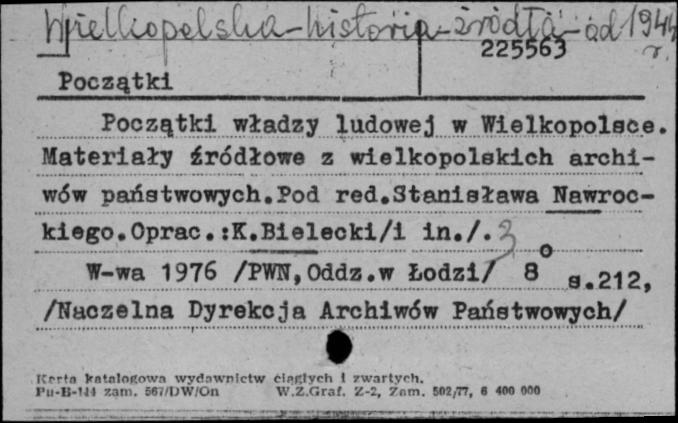 Wielkopolska-historia-źródła-od 1944 r.
225563
Początki
Początki władzy ludowej w Wielkopolsce.
Materiały źródłowe z wielkopolskich archi-
wów państwowych.Pod red.Stanisława Nawroc-
kiego.Oprac.:K.Bielecki/i in./.3
W-wa 1976 /PWN,Oddz.w Łodzi/ 8° s.212,
/Naczelna Dyrekcja Archiwów Państwowych/
Karta katalogowa wydawnictw ciągłych i zwartych.
Pu-B-144 zam. 567/DW/On W.Z.Graf. Z-2, Zam. 502/77, 6 400 000